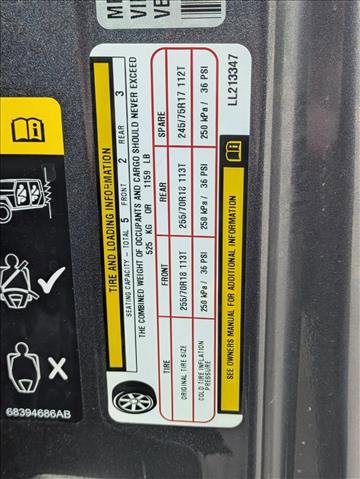 TIRE AND LOADING INFORMATION
SEATING CAPACITY - TOTAL 5 FRONT 2 REAR 3
THE COMBINED WEIGHT OF OCCUPANTS AND CARGO SHOULD NEVER EXCEED
525 KG OR 1159 LB
TIRE FRONT REAR SPARE
ORIGINAL TIRE SIZE 255/70R18 113T 255/70R18 113T 245/75R17 112T
COLD TIRE INFLATION PRESSURE 250 kPa / 36 PSI 250 kPa / 36 PSI 250 kPa / 36 PSI
SEE OWNERS MANUAL FOR ADDITIONAL INFORMATION
LL213347
68394686AB